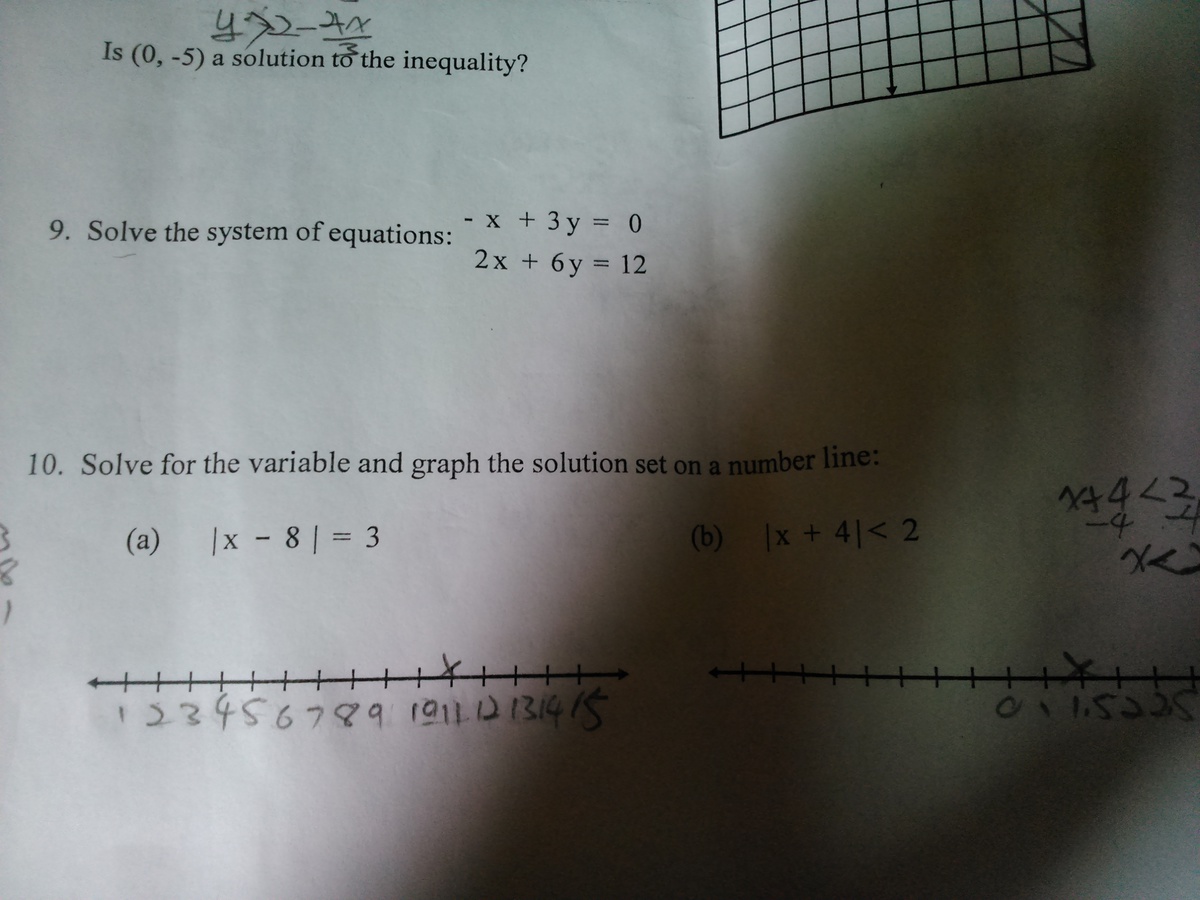 y > 2 - 4x
3
Is (0, -5) a solution to the inequality?
9. Solve the system of equations:
- x + 3y = 0
2x + 6y = 12
10. Solve for the variable and graph the solution set on a number line:
x+4<2
-4 -4
(a) |x - 8| = 3
(b) |x + 4| < 2
x<
3
8
1 2 3 4 5 6 7 8 9 10 11 12 13 14 15
0 1 1.5 2 2.5